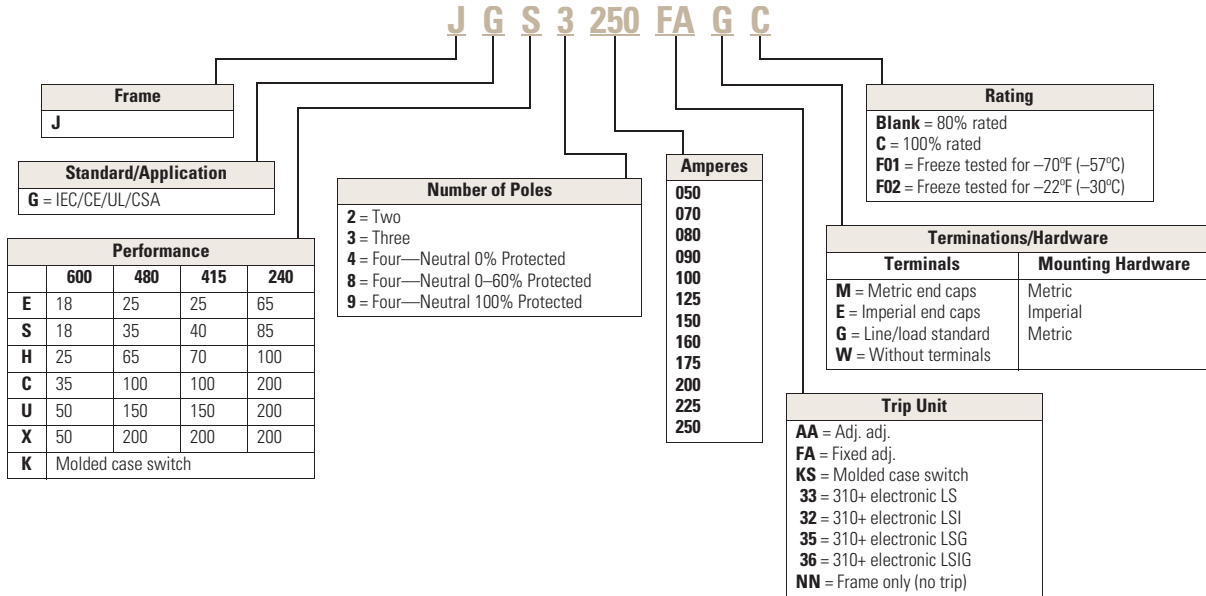 J G S 3 250 FA G C
Frame
J
Standard/Application
G = IEC/CE/UL/CSA
Performance
600 480 415 240
E 18 25 25 65
S 18 35 40 85
H 25 65 70 100
C 35 100 100 200
U 50 150 150 200
X 50 200 200 200
K Molded case switch
Number of Poles
2 = Two
3 = Three
4 = Four—Neutral 0% Protected
8 = Four—Neutral 0–60% Protected
9 = Four—Neutral 100% Protected
Amperes
050
070
080
090
100
125
150
160
175
200
225
250
Rating
Blank = 80% rated
C = 100% rated
F01 = Freeze tested for –70ºF (–57ºC)
F02 = Freeze tested for –22ºF (–30ºC)
Terminations/Hardware
Terminals Mounting Hardware
M = Metric end caps Metric
E = Imperial end caps Imperial
G = Line/load standard Metric
W = Without terminals
Trip Unit
AA = Adj. adj.
FA = Fixed adj.
KS = Molded case switch
33 = 310+ electronic LS
32 = 310+ electronic LSI
35 = 310+ electronic LSG
36 = 310+ electronic LSIG
NN = Frame only (no trip)